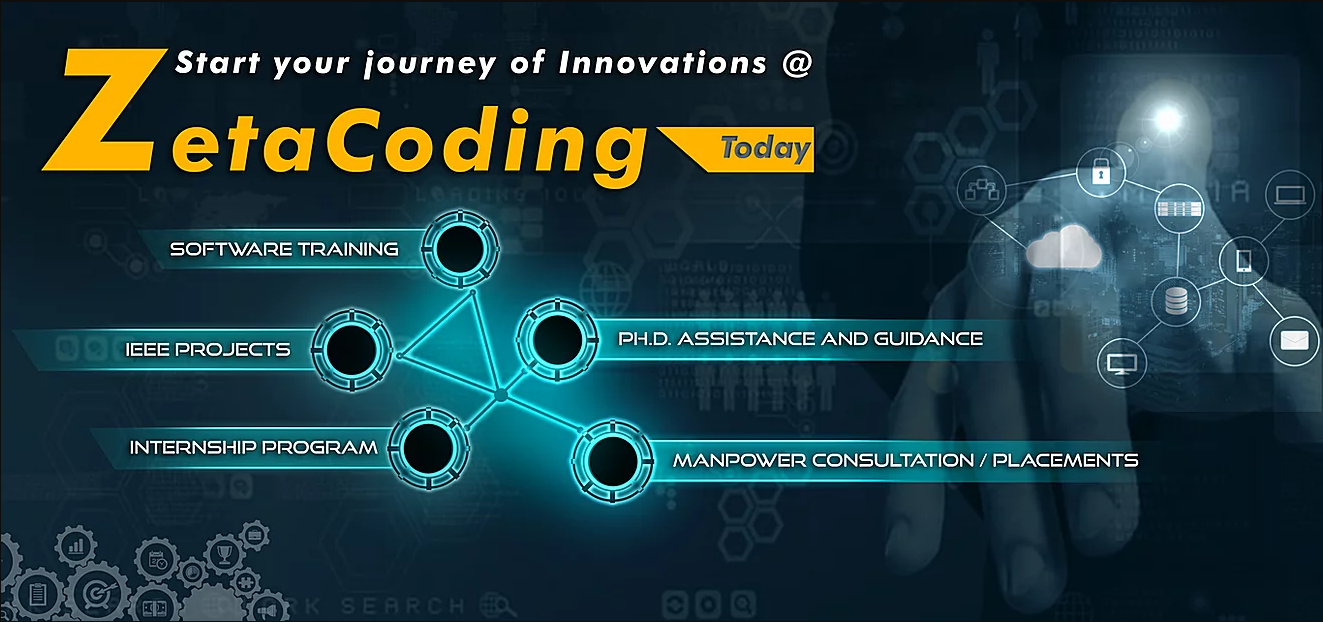 Start your journey of Innovations @
ZetaCoding Today
SOFTWARE TRAINING
IEEE PROJECTS
PH.D. ASSISTANCE AND GUIDANCE
INTERNSHIP PROGRAM
MANPOWER CONSULTATION / PLACEMENTS
SEARCH